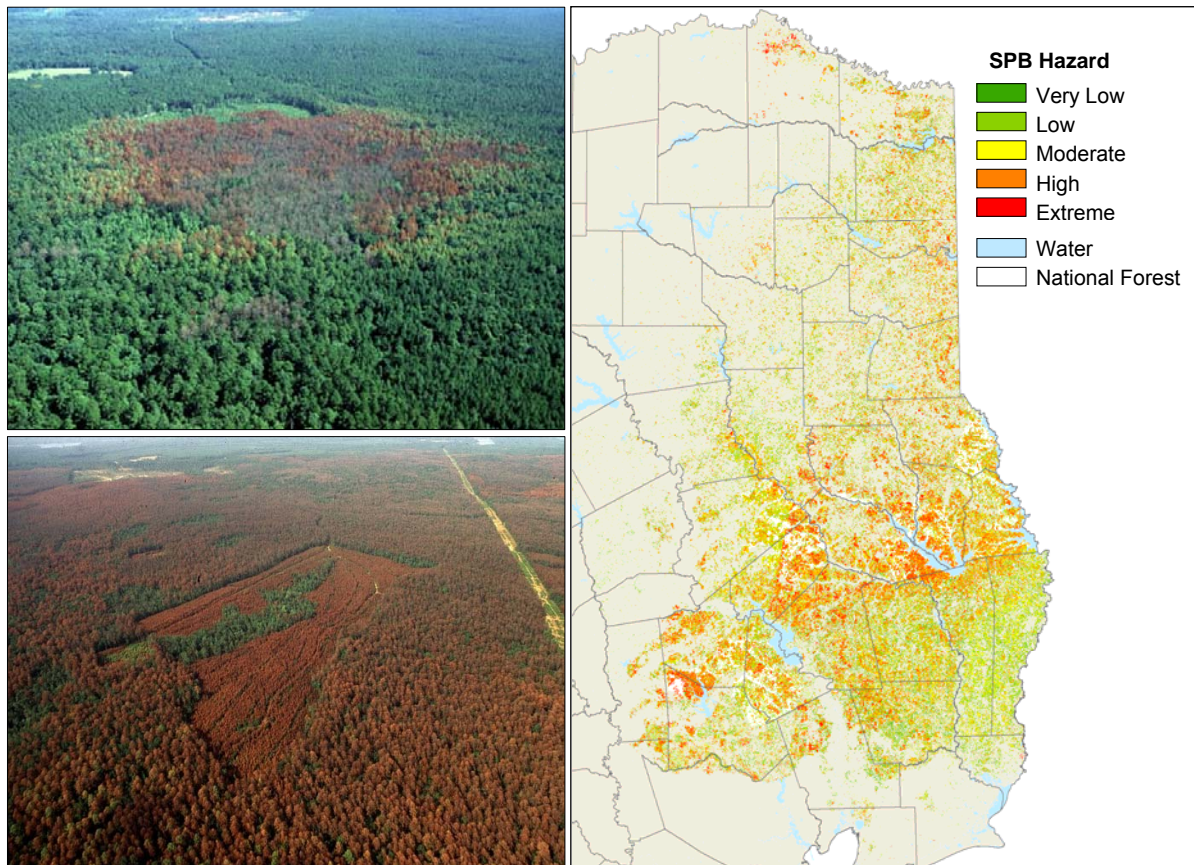 SPB Hazard
Very Low
Low
Moderate
High
Extreme
Water
National Forest